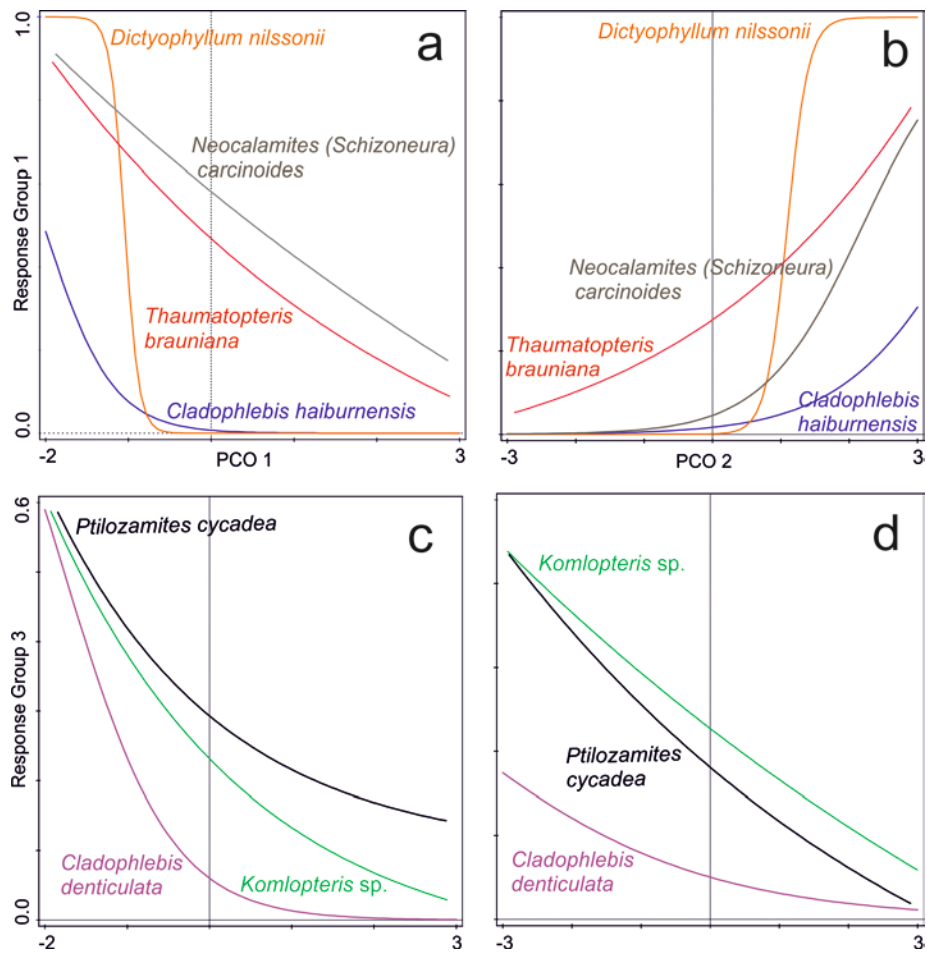 1.0
Dictyophyllum nilssonii
a
Neocalamites (Schizoneura)
carcinoides
Response Group 1
Thaumatopteris
brauniana
Cladophlebis haiburnensis
0.0
-2
PCO 1
3
Dictyophyllum nilssonii
b
Neocalamites (Schizoneura)
carcinoides
Thaumatopteris
brauniana
Cladophlebis
haiburnensis
-3
PCO 2
3
0.6
Ptilozamites cycadea
c
Response Group 3
Cladophlebis
denticulata
Komlopteris sp.
0.0
-2
3
d
Komlopteris sp.
Ptilozamites
cycadea
Cladophlebis
denticulata
-3
3